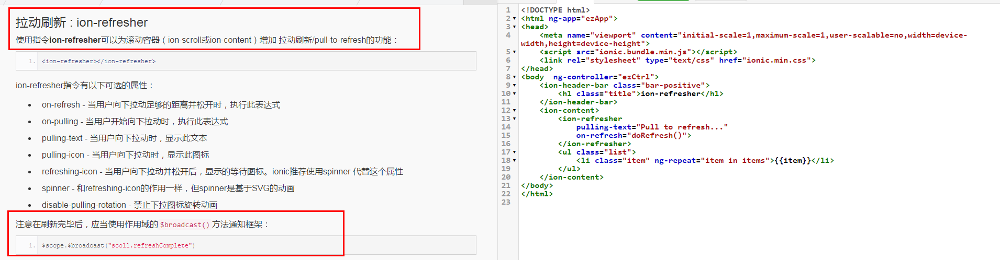 拉动刷新 : ion-refresher
使用指令ion-refresher可以为滚动容器（ion-scroll或ion-content）增加 拉动刷新/pull-to-refresh的功能：
1. <ion-refresher></ion-refresher>
ion-refresher指令有以下可选的属性：
• on-refresh - 当用户向下拉动足够的距离并松开时，执行此表达式
• on-pulling - 当用户开始向下拉动时，执行此表达式
• pulling-text - 当用户向下拉动时，显示此文本
• pulling-icon - 当用户向下拉动时，显示此图标
• refreshing-icon - 当用户向下拉动并松开后，显示的等待图标。ionic推荐使用spinner 代替这个属性
• spinner - 和refreshing-icon的作用一样，但spinner是基于SVG的动画
• disable-pulling-rotation - 禁止下拉图标旋转动画
注意在刷新完毕后，应当使用作用域的 $broadcast() 方法通知框架：
1. $scope.$broadcast("scoll.refreshComplete")
1 <!DOCTYPE html>
2 <html ng-app="ezApp">
3 <head>
4 <meta name="viewport" content="initial-scale=1,maximum-scale=1,user-scalable=no,width=device-
width,height=device-height">
5 <script src="ionic.bundle.min.js"></script>
6 <link rel="stylesheet" type="text/css" href="ionic.min.css">
7 </head>
8 <body  ng-controller="ezCtrl">
9 <ion-header-bar class="bar-positive">
10 <h1 class="title">ion-refresher</h1>
11 </ion-header-bar>
12 <ion-content>
13 <ion-refresher
14 pulling-text="Pull to refresh..."
15 on-refresh="doRefresh()">
16 </ion-refresher>
17 <ul class="list">
18 <li class="item" ng-repeat="item in items">{{item}}</li>
19 </ul>
20 </ion-content>
21 </body>
22 </html>
23